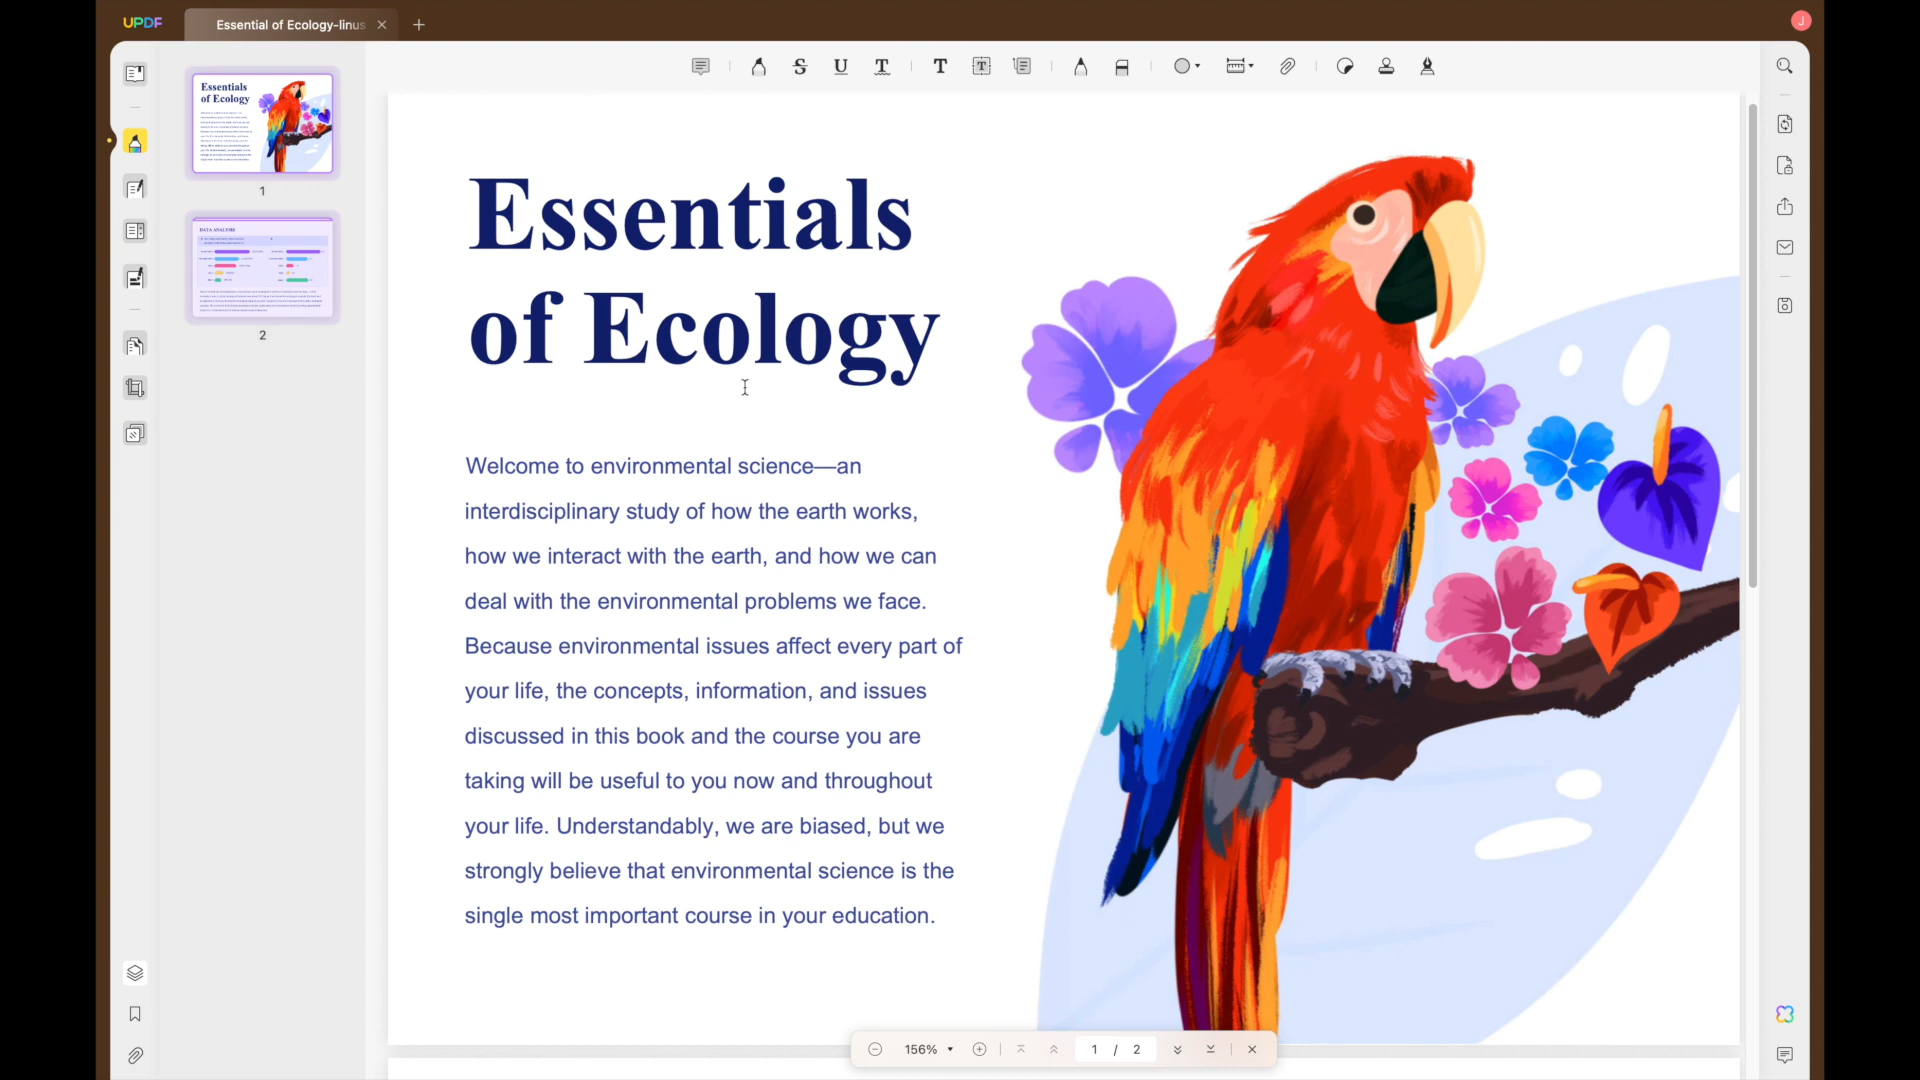 UPDF
Essential of Ecology-linus
J
Essentials
of Ecology
1
DATA ANALYSIS
2
Essentials
of Ecology
Welcome to environmental science—an
interdisciplinary study of how the earth works,
how we interact with the earth, and how we can
deal with the environmental problems we face.
Because environmental issues affect every part of
your life, the concepts, information, and issues
discussed in this book and the course you are
taking will be useful to you now and throughout
your life. Understandably, we are biased, but we
strongly believe that environmental science is the
single most important course in your education.
156%
1 / 2